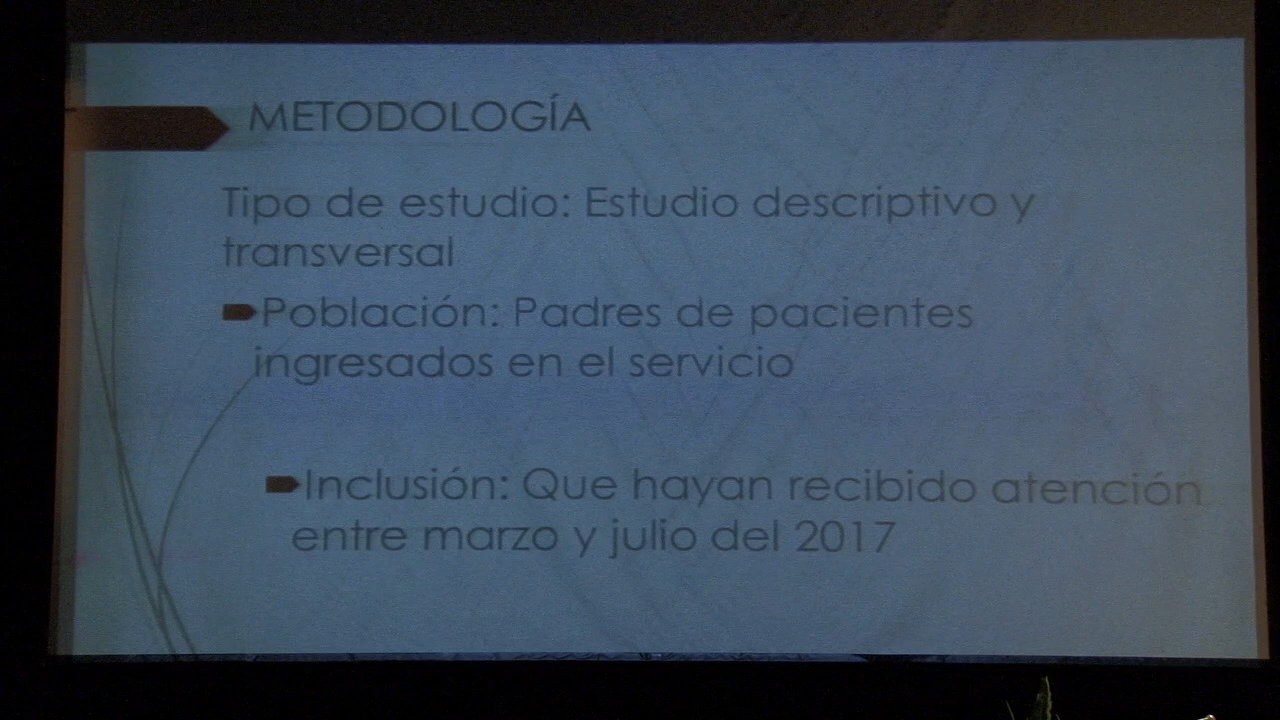 METODOLOGÍA
Tipo de estudio: Estudio descriptivo y
transversal
Población: Padres de pacientes
ingresados en el servicio
Inclusión: Que hayan recibido atención
entre marzo y julio del 2017